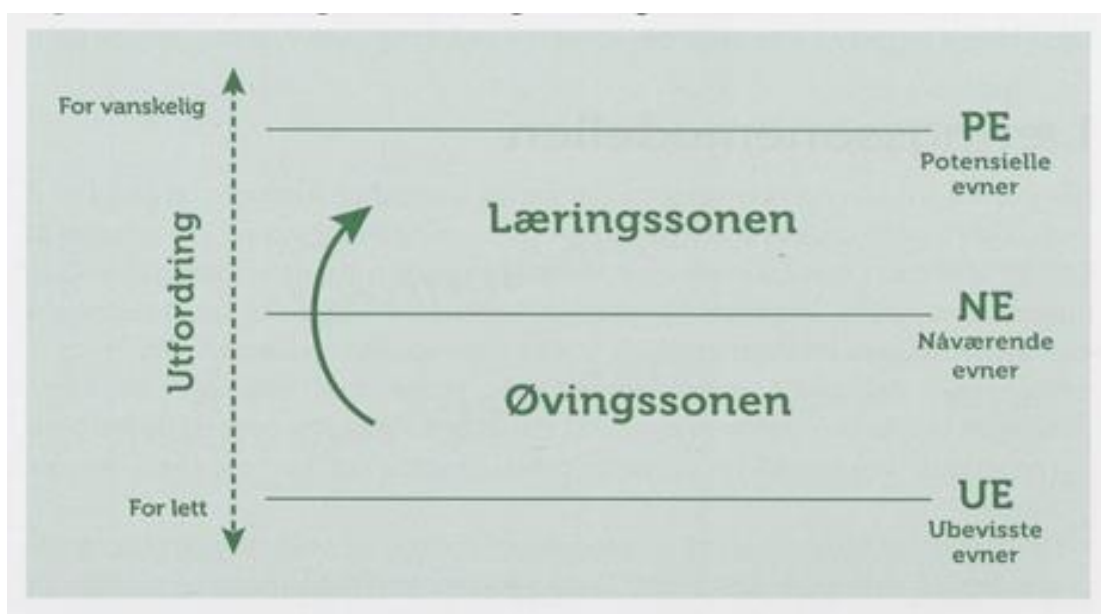 For vanskelig
PE
Potensielle
evner
Læringssonen
Utfordring
NE
Nåværende
evner
Øvingssonen
For lett
UE
Ubevisste
evner